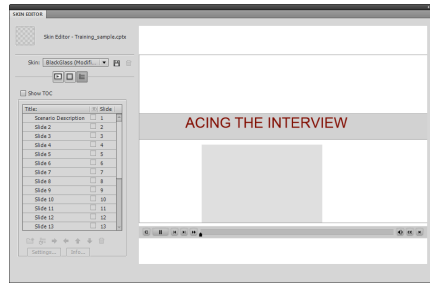 SKIN EDITOR
Skin Editor - Training_sample.cptx
Skin: BlackGlass (Modifi...
Show TOC
Title: Slide
Scenario Description 1
Slide 2 2
Slide 3 3
Slide 4 4
Slide 5 5
Slide 6 6
Slide 7 7
Slide 8 8
Slide 9 9
Slide 10 10
Slide 11 11
Slide 12 12
Slide 13 13
Settings... Info...
ACING THE INTERVIEW